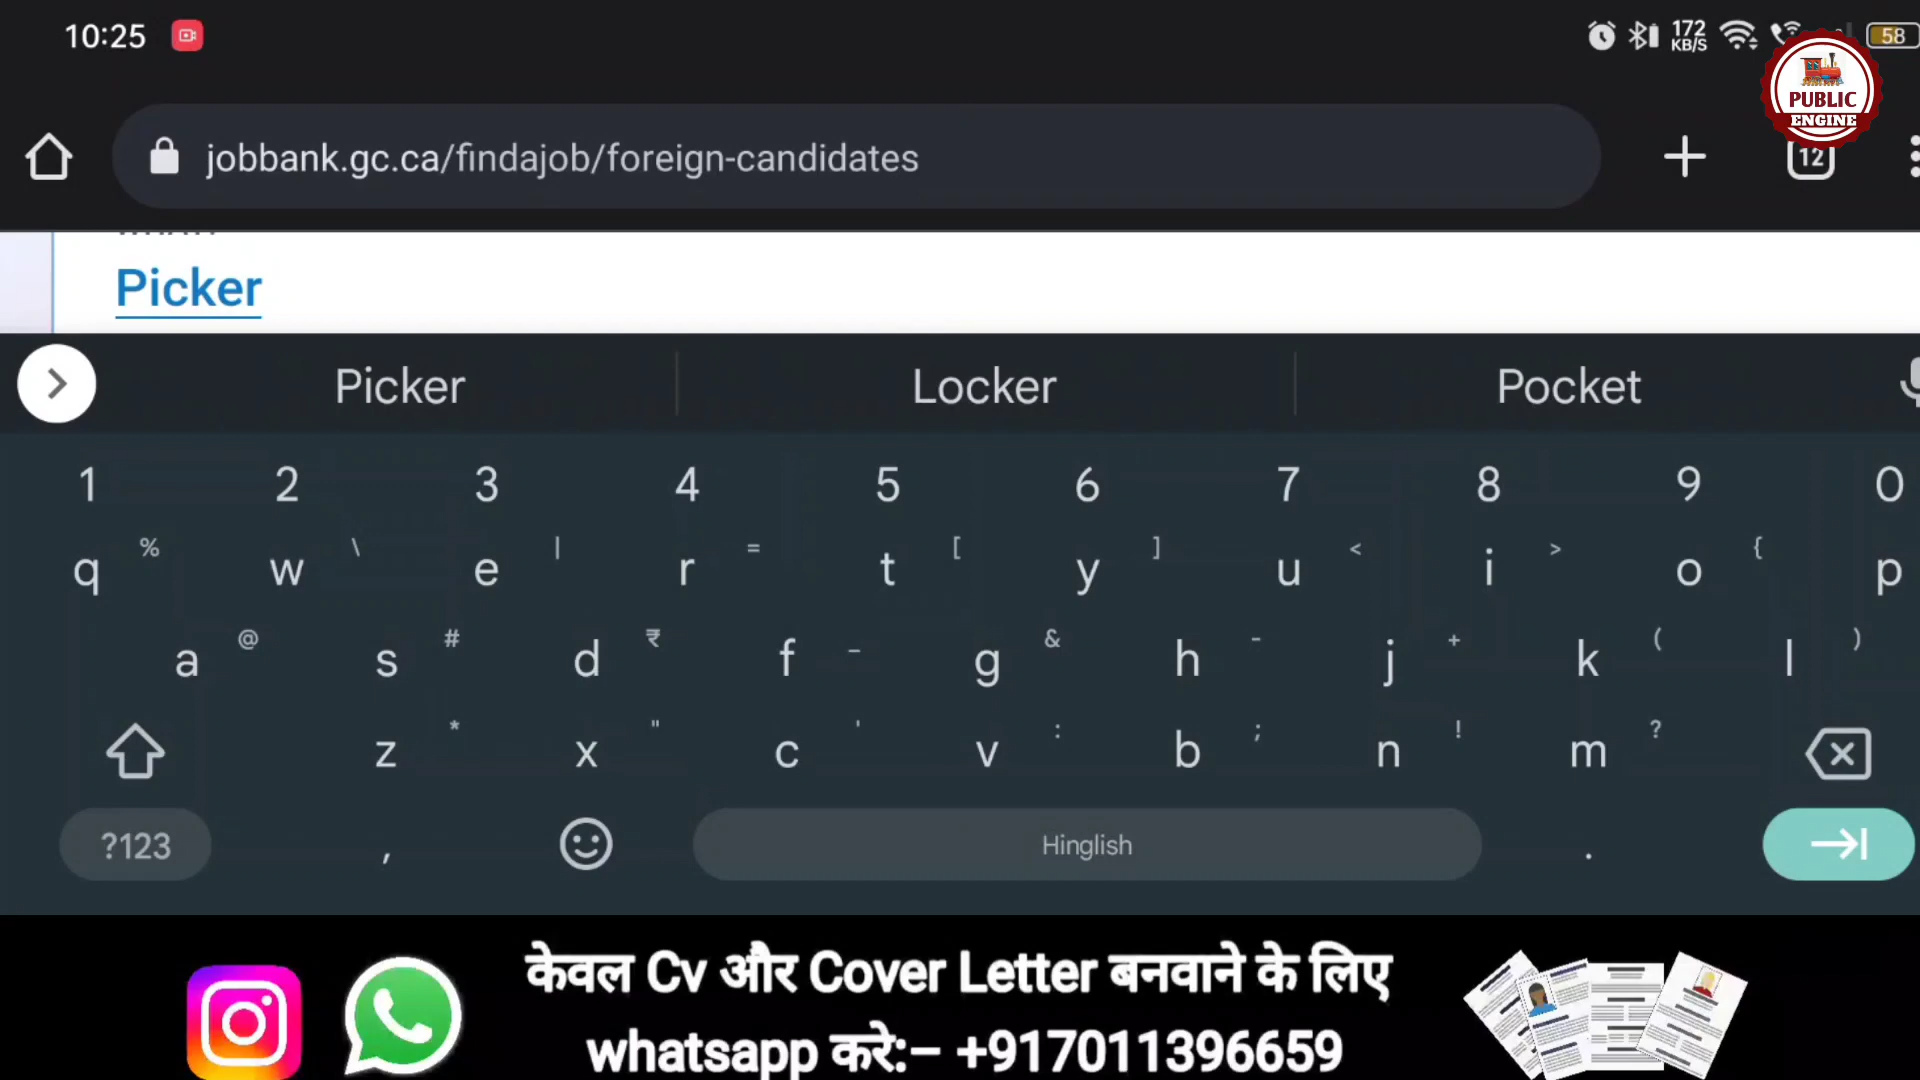 10:25
172
KB/S
58
PUBLIC
ENGINE
jobbank.gc.ca/findajob/foreign-candidates
12
Picker
Picker Locker Pocket
1 2 3 4 5 6 7 8 9 0
% \ | = [ ] < > {
q w e r t y u i o p
@ # ₹ _ & - + ( )
a s d f g h j k l
* " ' : ; ! ?
z x c v b n m
?123 , Hinglish .
केवल Cv और Cover Letter बनवाने के लिए
whatsapp करे:– +917011396659